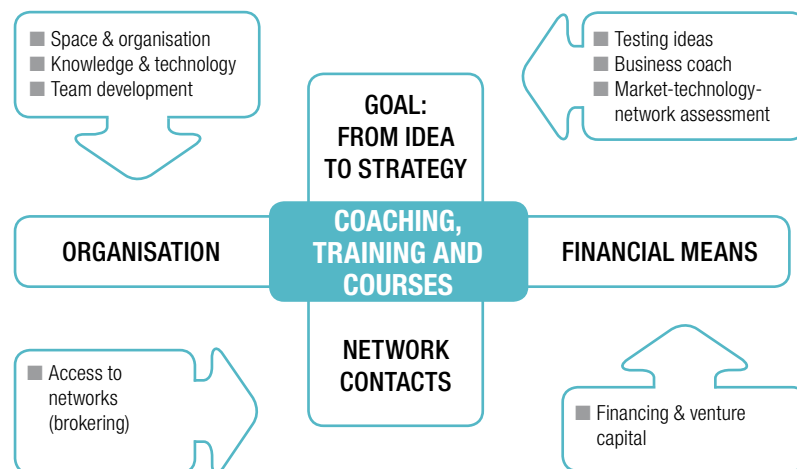 Space & organisation
Knowledge & technology
Team development
Testing ideas
Business coach
Market-technology-
network assessment
GOAL:
FROM IDEA
TO STRATEGY
ORGANISATION
COACHING,
TRAINING AND
COURSES
FINANCIAL MEANS
NETWORK
CONTACTS
Access to
networks
(brokering)
Financing & venture
capital